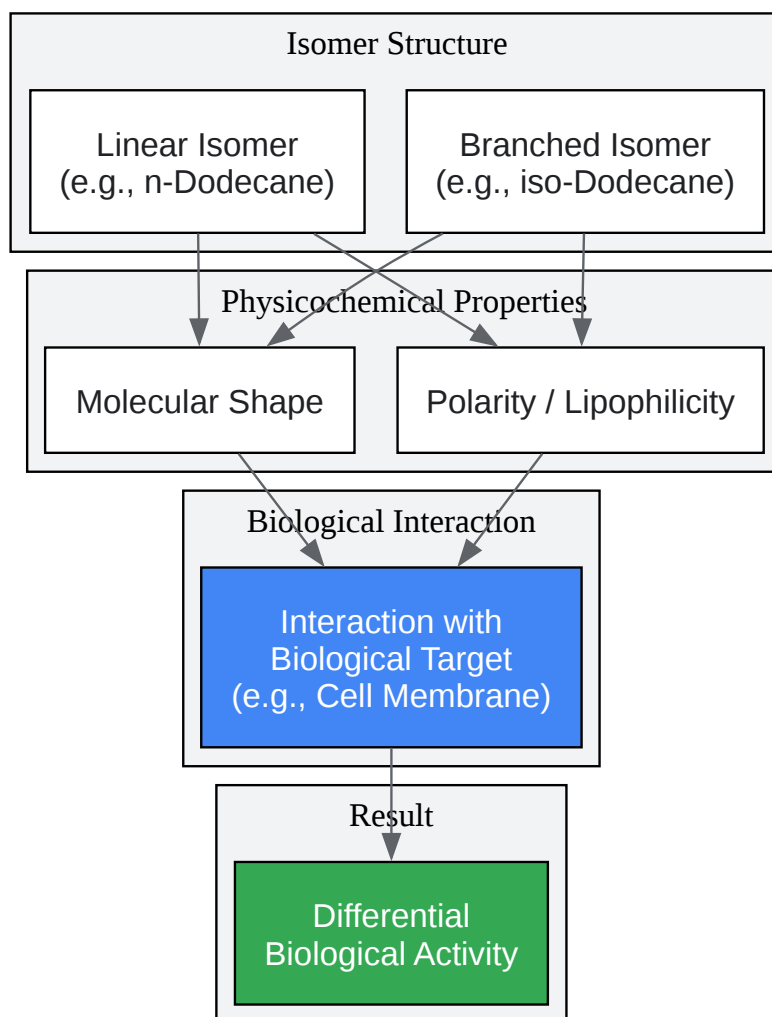 Isomer Structure
Linear Isomer
(e.g., n-Dodecane)
Branched Isomer
(e.g., iso-Dodecane)
Physicochemical Properties
Molecular Shape
Polarity / Lipophilicity
Biological Interaction
Interaction with
Biological Target
(e.g., Cell Membrane)
Result
Differential
Biological Activity